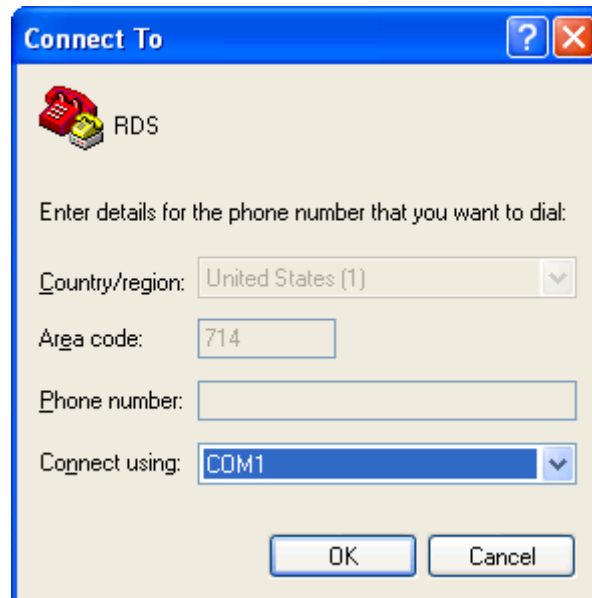 Connect To
RDS
Enter details for the phone number that you want to dial:
Country/region: United States (1)
Area code: 714
Phone number:
Connect using: COM1
OK Cancel